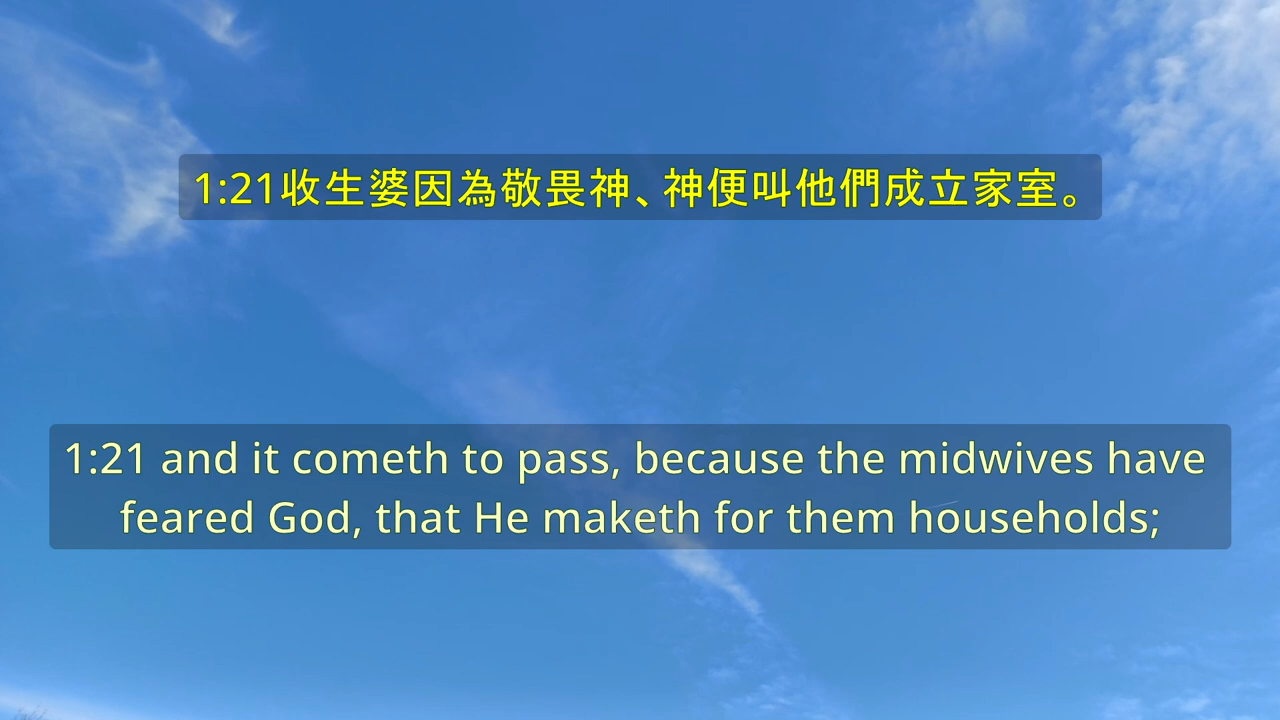 1:21收生婆因為敬畏神、神便叫他們成立家室。
1:21 and it cometh to pass, because the midwives have
feared God, that He maketh for them households;